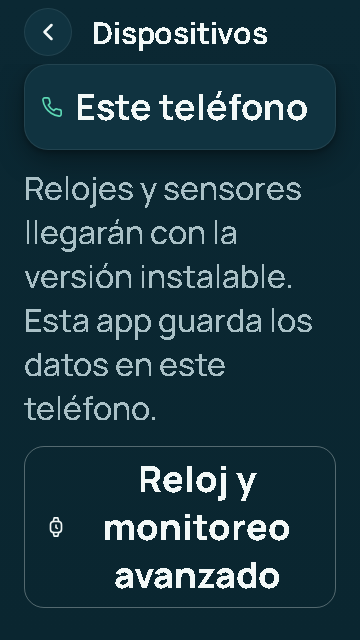 Dispositivos
Este teléfono
Relojes y sensores
llegarán con la
versión instalable.
Esta app guarda los
datos en este
teléfono.
Reloj y
monitoreo
avanzado